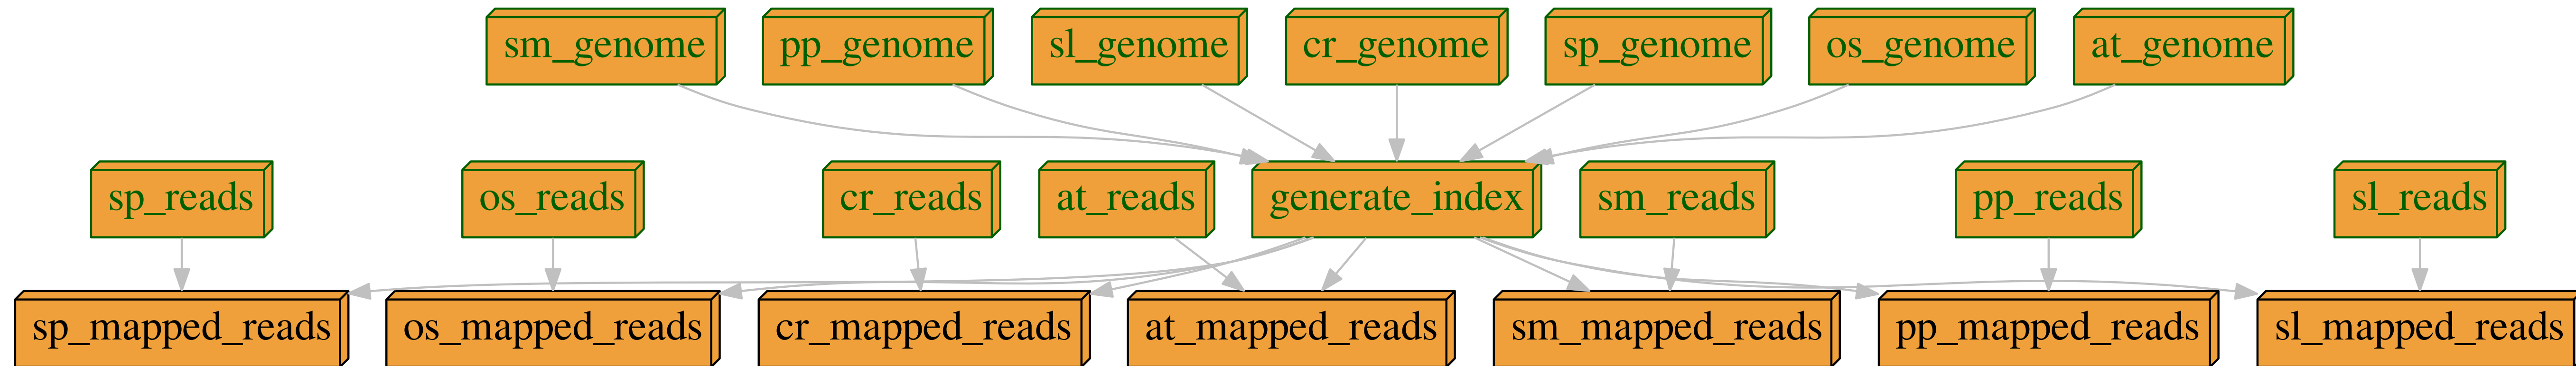 sm_genome
pp_genome
sl_genome
cr_genome
sp_genome
os_genome
at_genome
sp_reads
os_reads
cr_reads
at_reads
generate_index
sm_reads
pp_reads
sl_reads
sp_mapped_reads
os_mapped_reads
cr_mapped_reads
at_mapped_reads
sm_mapped_reads
pp_mapped_reads
sl_mapped_reads